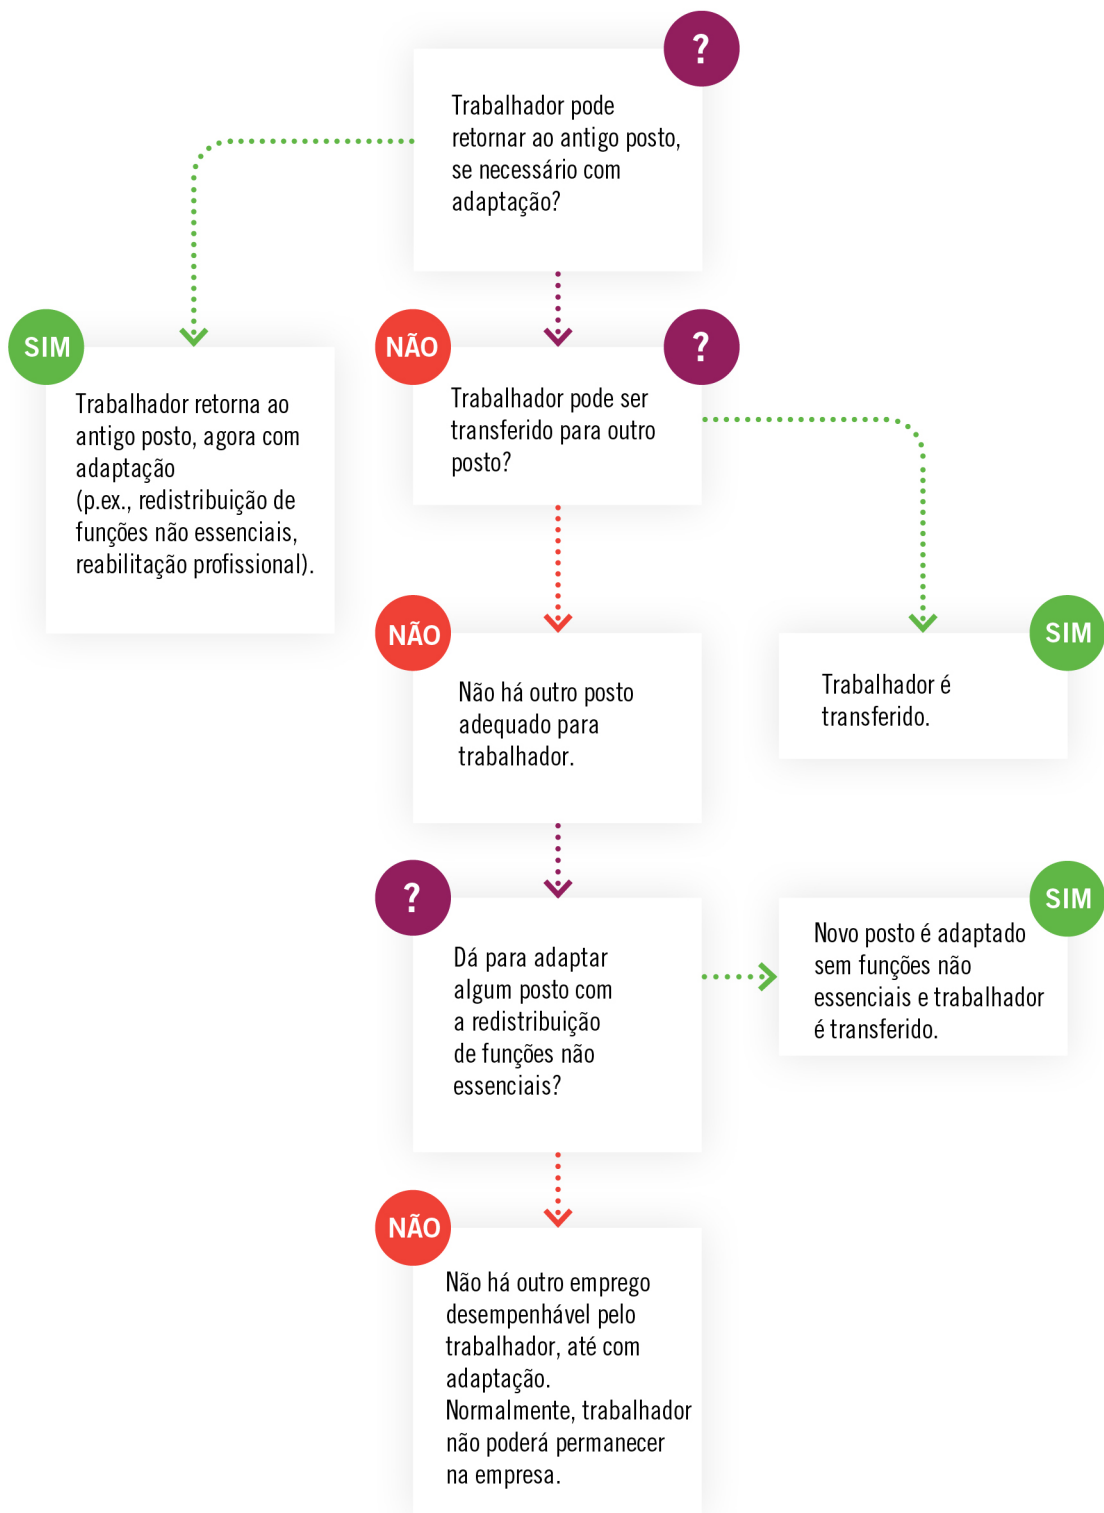 ?
Trabalhador pode
retornar ao antigo posto,
se necessário com
adaptação?
SIM
Trabalhador retorna ao
antigo posto, agora com
adaptação
(p.ex., redistribuição de
funções não essenciais,
reabilitação profissional).
NÃO
?
Trabalhador pode ser
transferido para outro
posto?
NÃO
Não há outro posto
adequado para
trabalhador.
SIM
Trabalhador é
transferido.
?
Dá para adaptar
algum posto com
a redistribuição
de funções não
essenciais?
SIM
Novo posto é adaptado
sem funções não
essenciais e trabalhador
é transferido.
NÃO
Não há outro emprego
desempenhável pelo
trabalhador, até com
adaptação.
Normalmente, trabalhador
não poderá permanecer
na empresa.